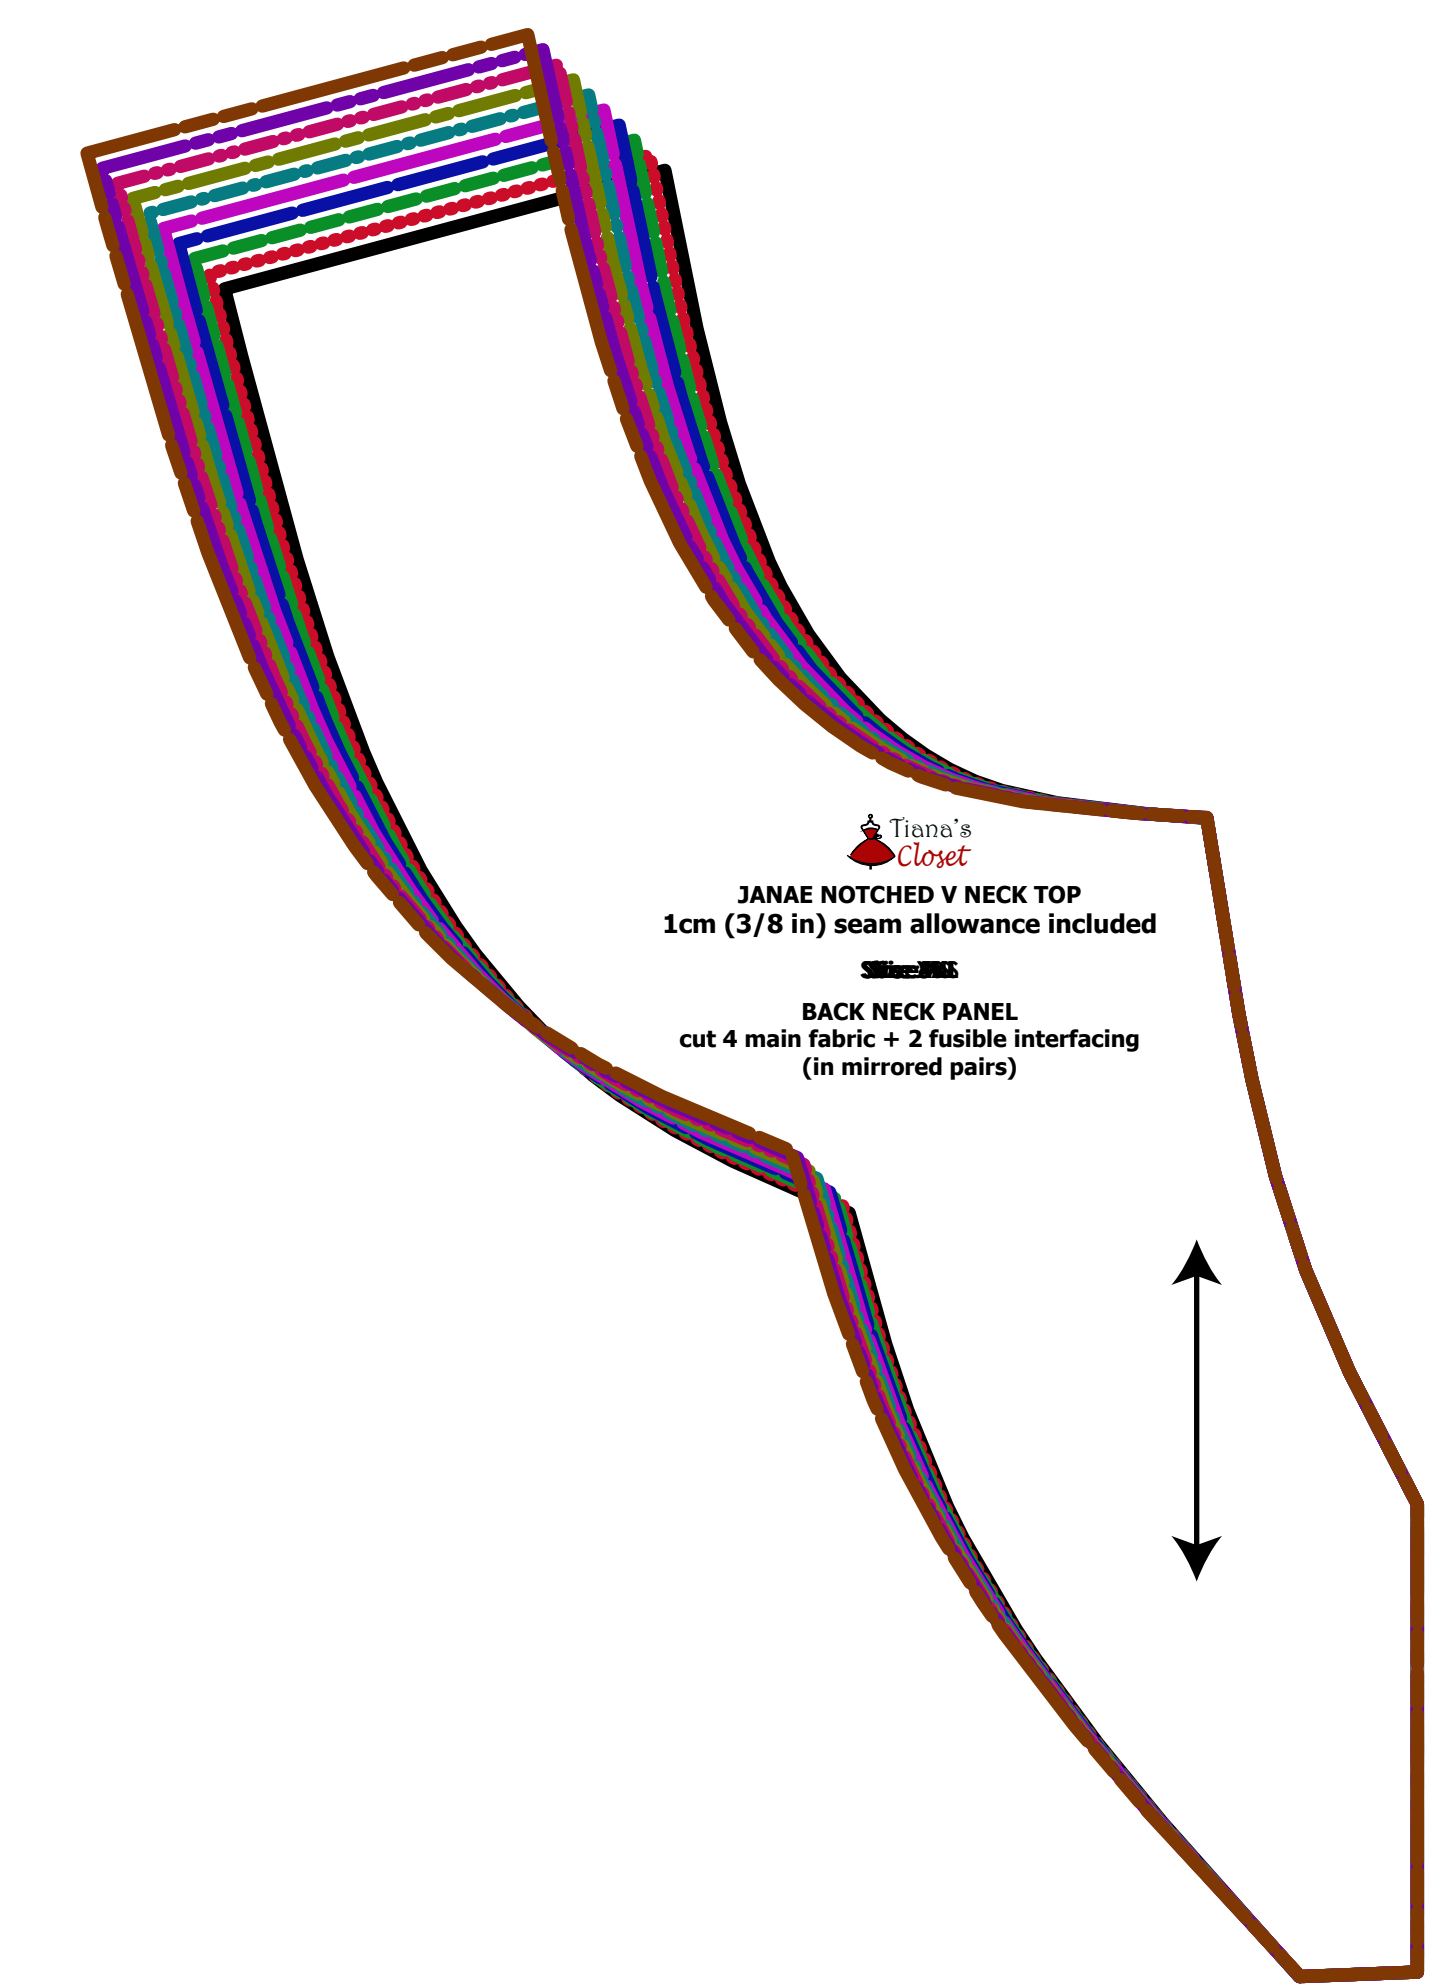 Tiana's
Closet
JANAE NOTCHED V NECK TOP
1cm (3/8 in) seam allowance included
BACK NECK PANEL
cut 4 main fabric + 2 fusible interfacing
(in mirrored pairs)